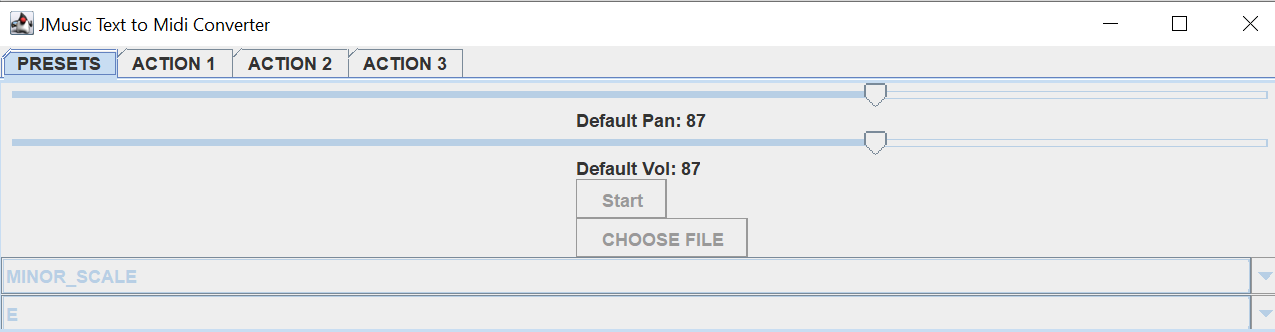 JMusic Text to Midi Converter
PRESETS ACTION 1 ACTION 2 ACTION 3
Default Pan: 87
Default Vol: 87
Start
CHOOSE FILE
MINOR_SCALE
E